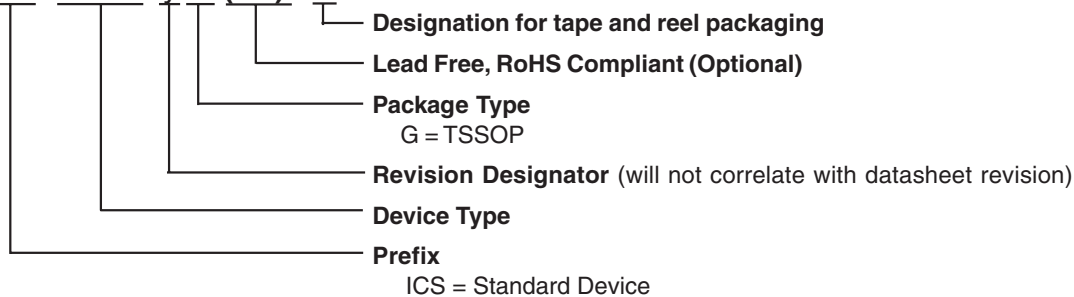 Designation for tape and reel packaging
Lead Free, RoHS Compliant (Optional)
Package Type
G = TSSOP
Revision Designator (will not correlate with datasheet revision)
Device Type
Prefix
ICS = Standard Device